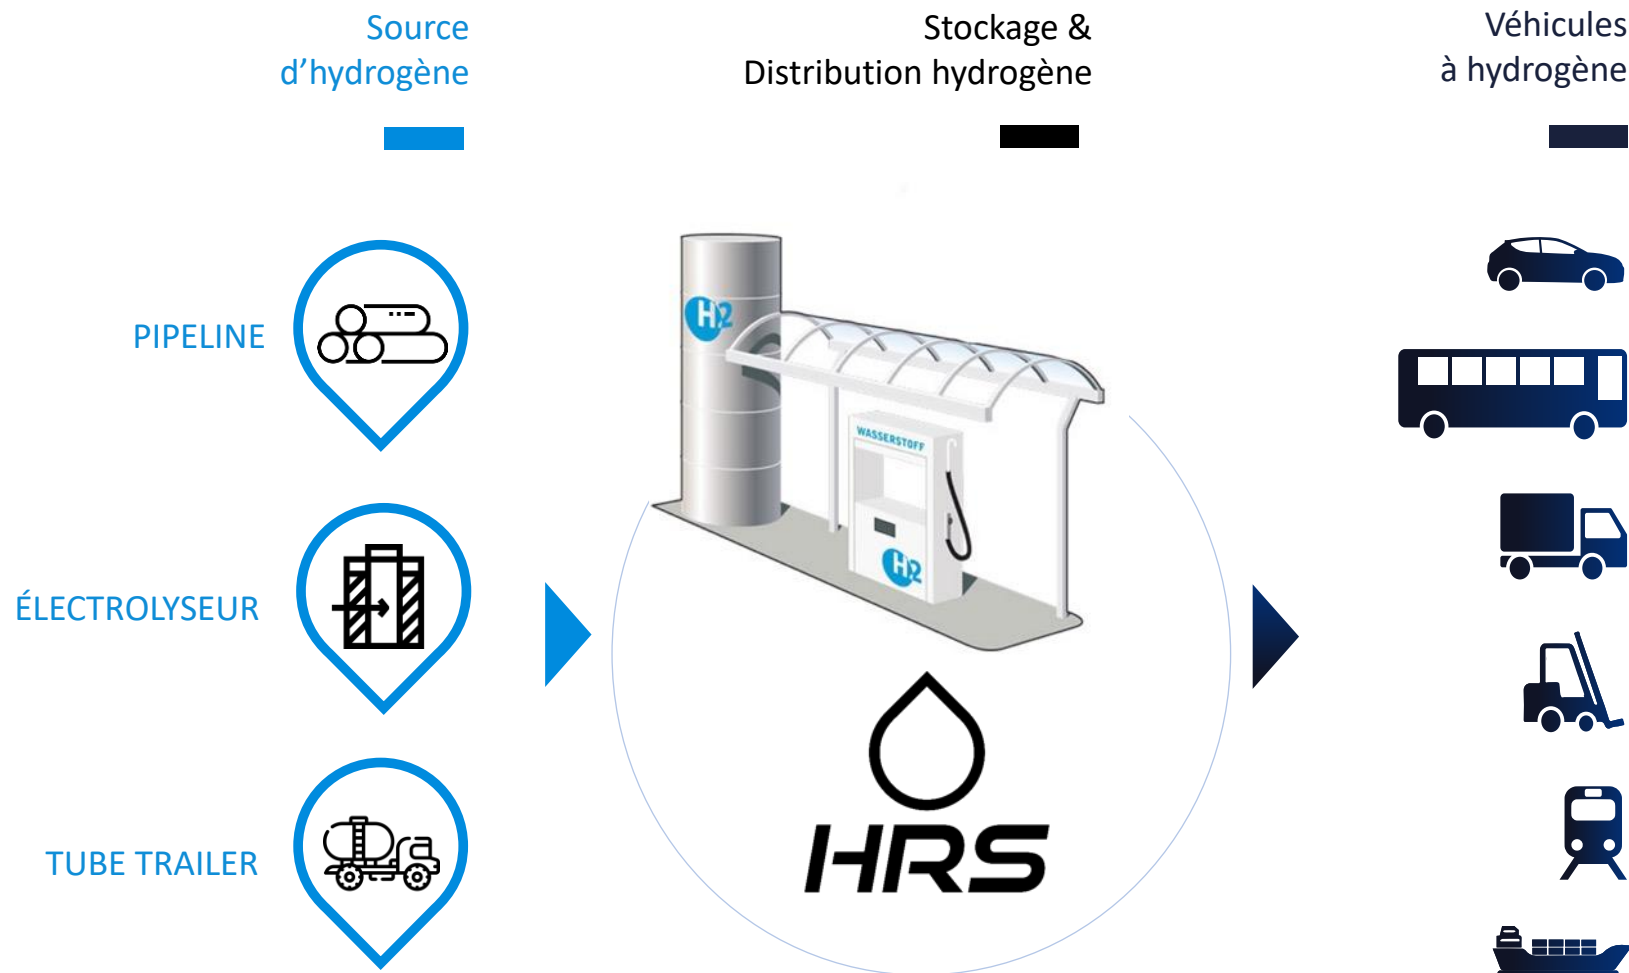 Source
d’hydrogène
Stockage &
Distribution hydrogène
Véhicules
à hydrogène
PIPELINE
ÉLECTROLYSEUR
TUBE TRAILER
H2
WASSERSTOFF
H2
HRS